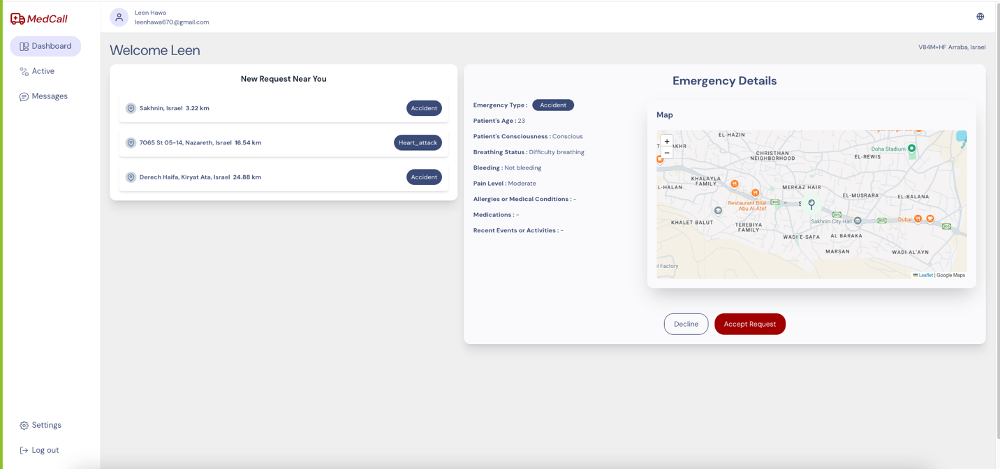 MedCall
Dashboard
Active
Messages
Settings
Log out
Leen Hawa
leenhawa670@gmail.com
Welcome Leen
V84M+HF Arraba, Israel
New Request Near You
Sakhnin, Israel 3.22 km
Accident
7065 St 05-14, Nazareth, Israel 16.54 km
Heart_attack
Derech Haifa, Kiryat Ata, Israel 24.88 km
Accident
Emergency Details
Emergency Type : Accident
Patient's Age : 23
Patient's Consciousness : Conscious
Breathing Status : Difficulty breathing
Bleeding : Not bleeding
Pain Level : Moderate
Allergies or Medical Conditions : -
Medications : -
Recent Events or Activities : -
Map
+
−
EL-HAZIN
Doha Stadium
CHRISTIAN
NEIGHBORHOOD
EL-REWIS
KHALAYLA
FAMILY
L-HALAN
MERKAZ HAIR
EL-MUSRARA
EL-BALANA
Restaurant Bilal
Abu Al-Atef
805
S
805
Sakhnin City Hall
805
Dubai
805
KHALET BALUT
TEREBIYA
FAMILY
WADI E-SAFA
AL BARAKA
MARSAN
WADI AL'AYN
l Factory
Leaflet | Google Maps
Decline
Accept Request